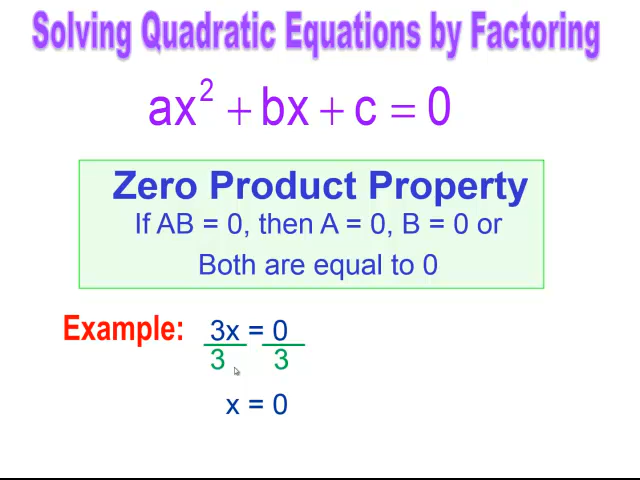 Solving Quadratic Equations by Factoring
ax² + bx + c = 0
Zero Product Property
If AB = 0, then A = 0, B = 0 or
Both are equal to 0
Example: 3x = 0
3 3
x = 0